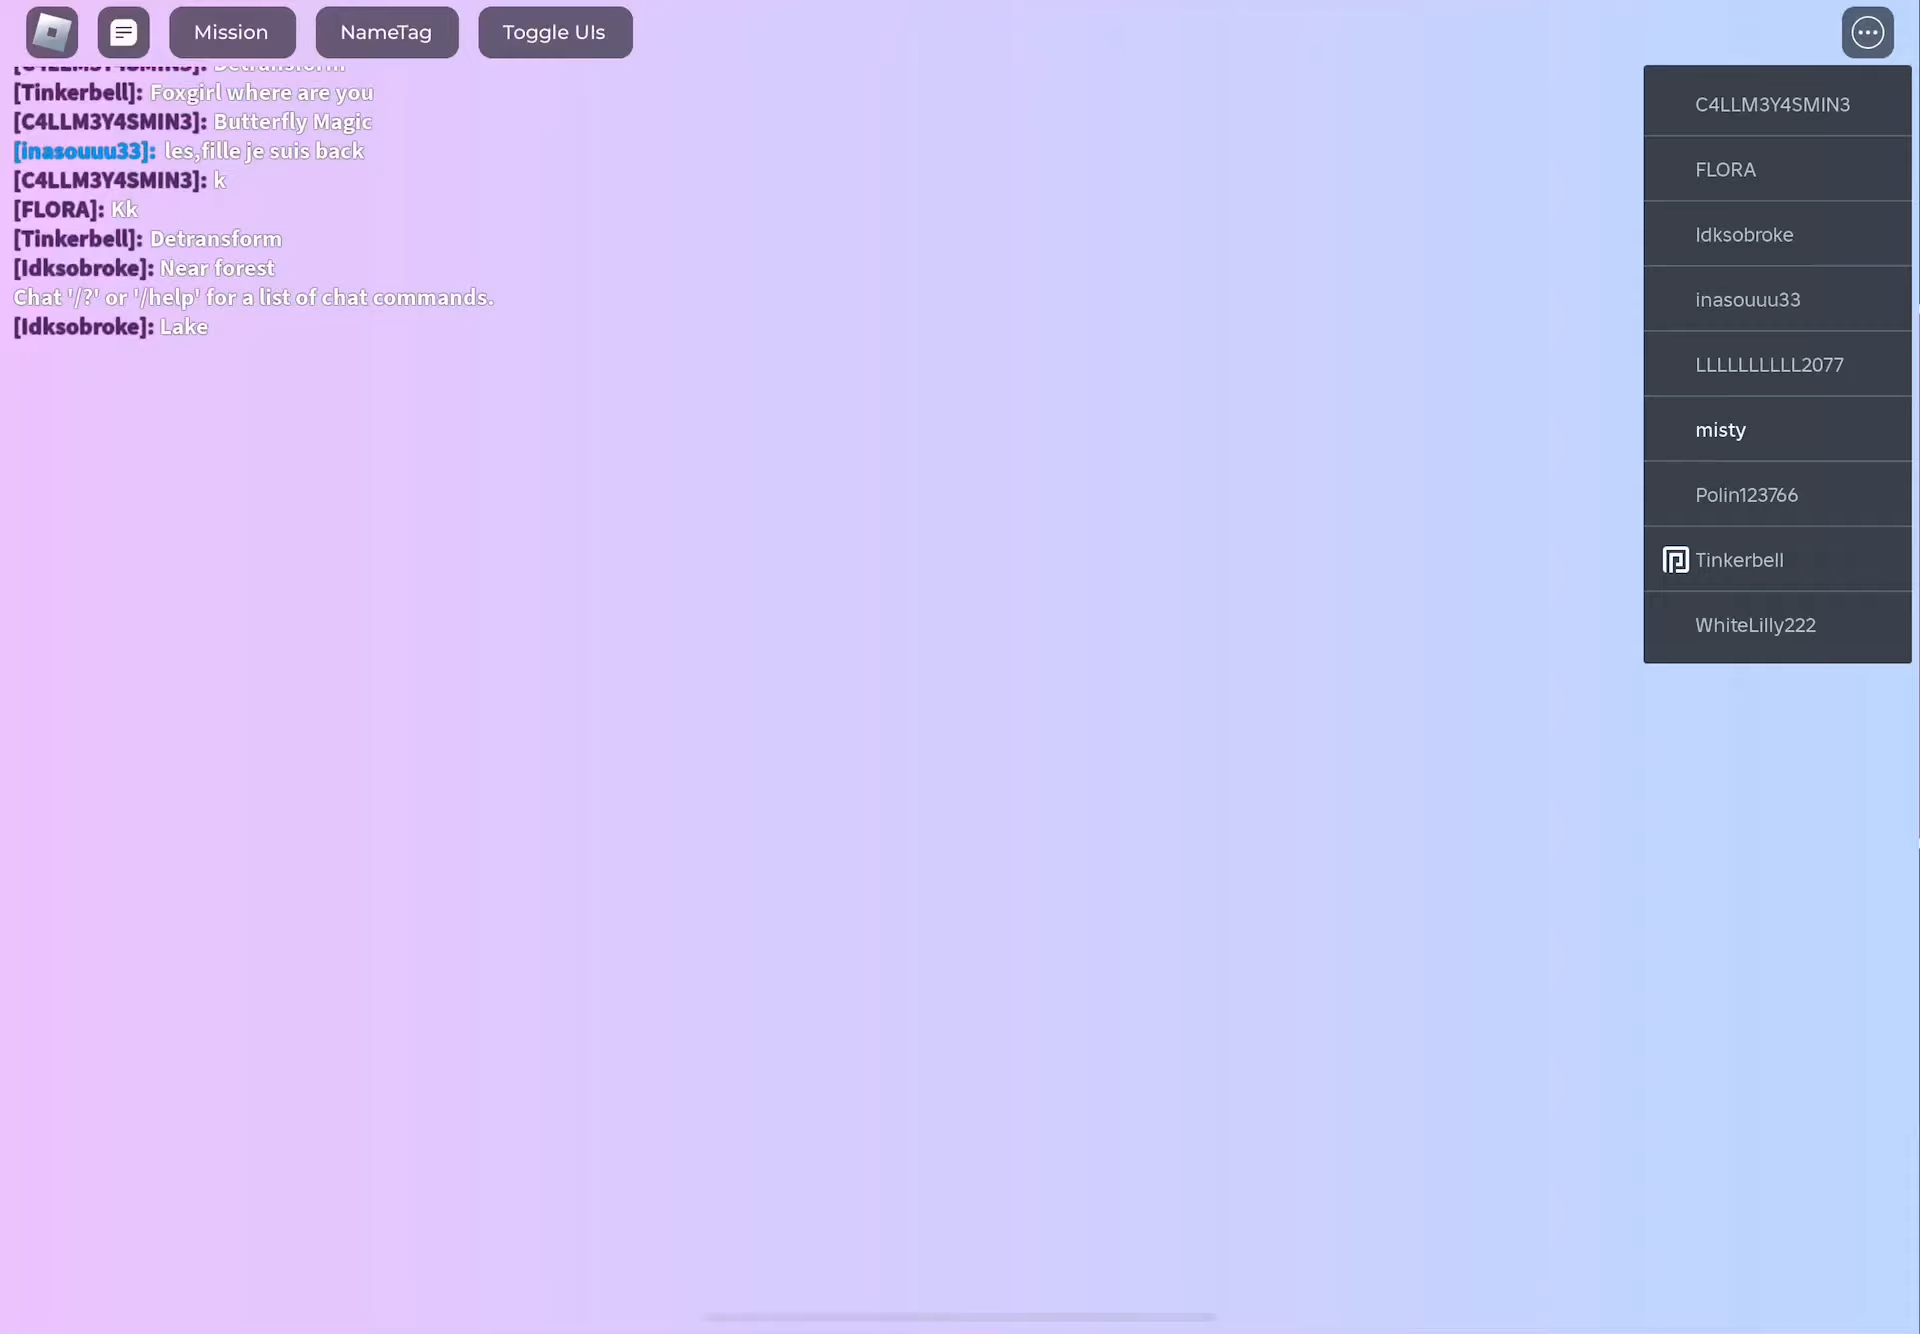 Mission
NameTag
Toggle UIs
[C4LLM3Y4SMIN3]: Detransform
[Tinkerbell]: Foxgirl where are you
[C4LLM3Y4SMIN3]: Butterfly Magic
[inasouuu33]: les,fille je suis back
[C4LLM3Y4SMIN3]: k
[FLORA]: Kk
[Tinkerbell]: Detransform
[Idksobroke]: Near forest
Chat '/?' or '/help' for a list of chat commands.
[Idksobroke]: Lake
C4LLM3Y4SMIN3
FLORA
Idksobroke
inasouuu33
LLLLLLLLLL2077
misty
Polin123766
Tinkerbell
WhiteLilly222